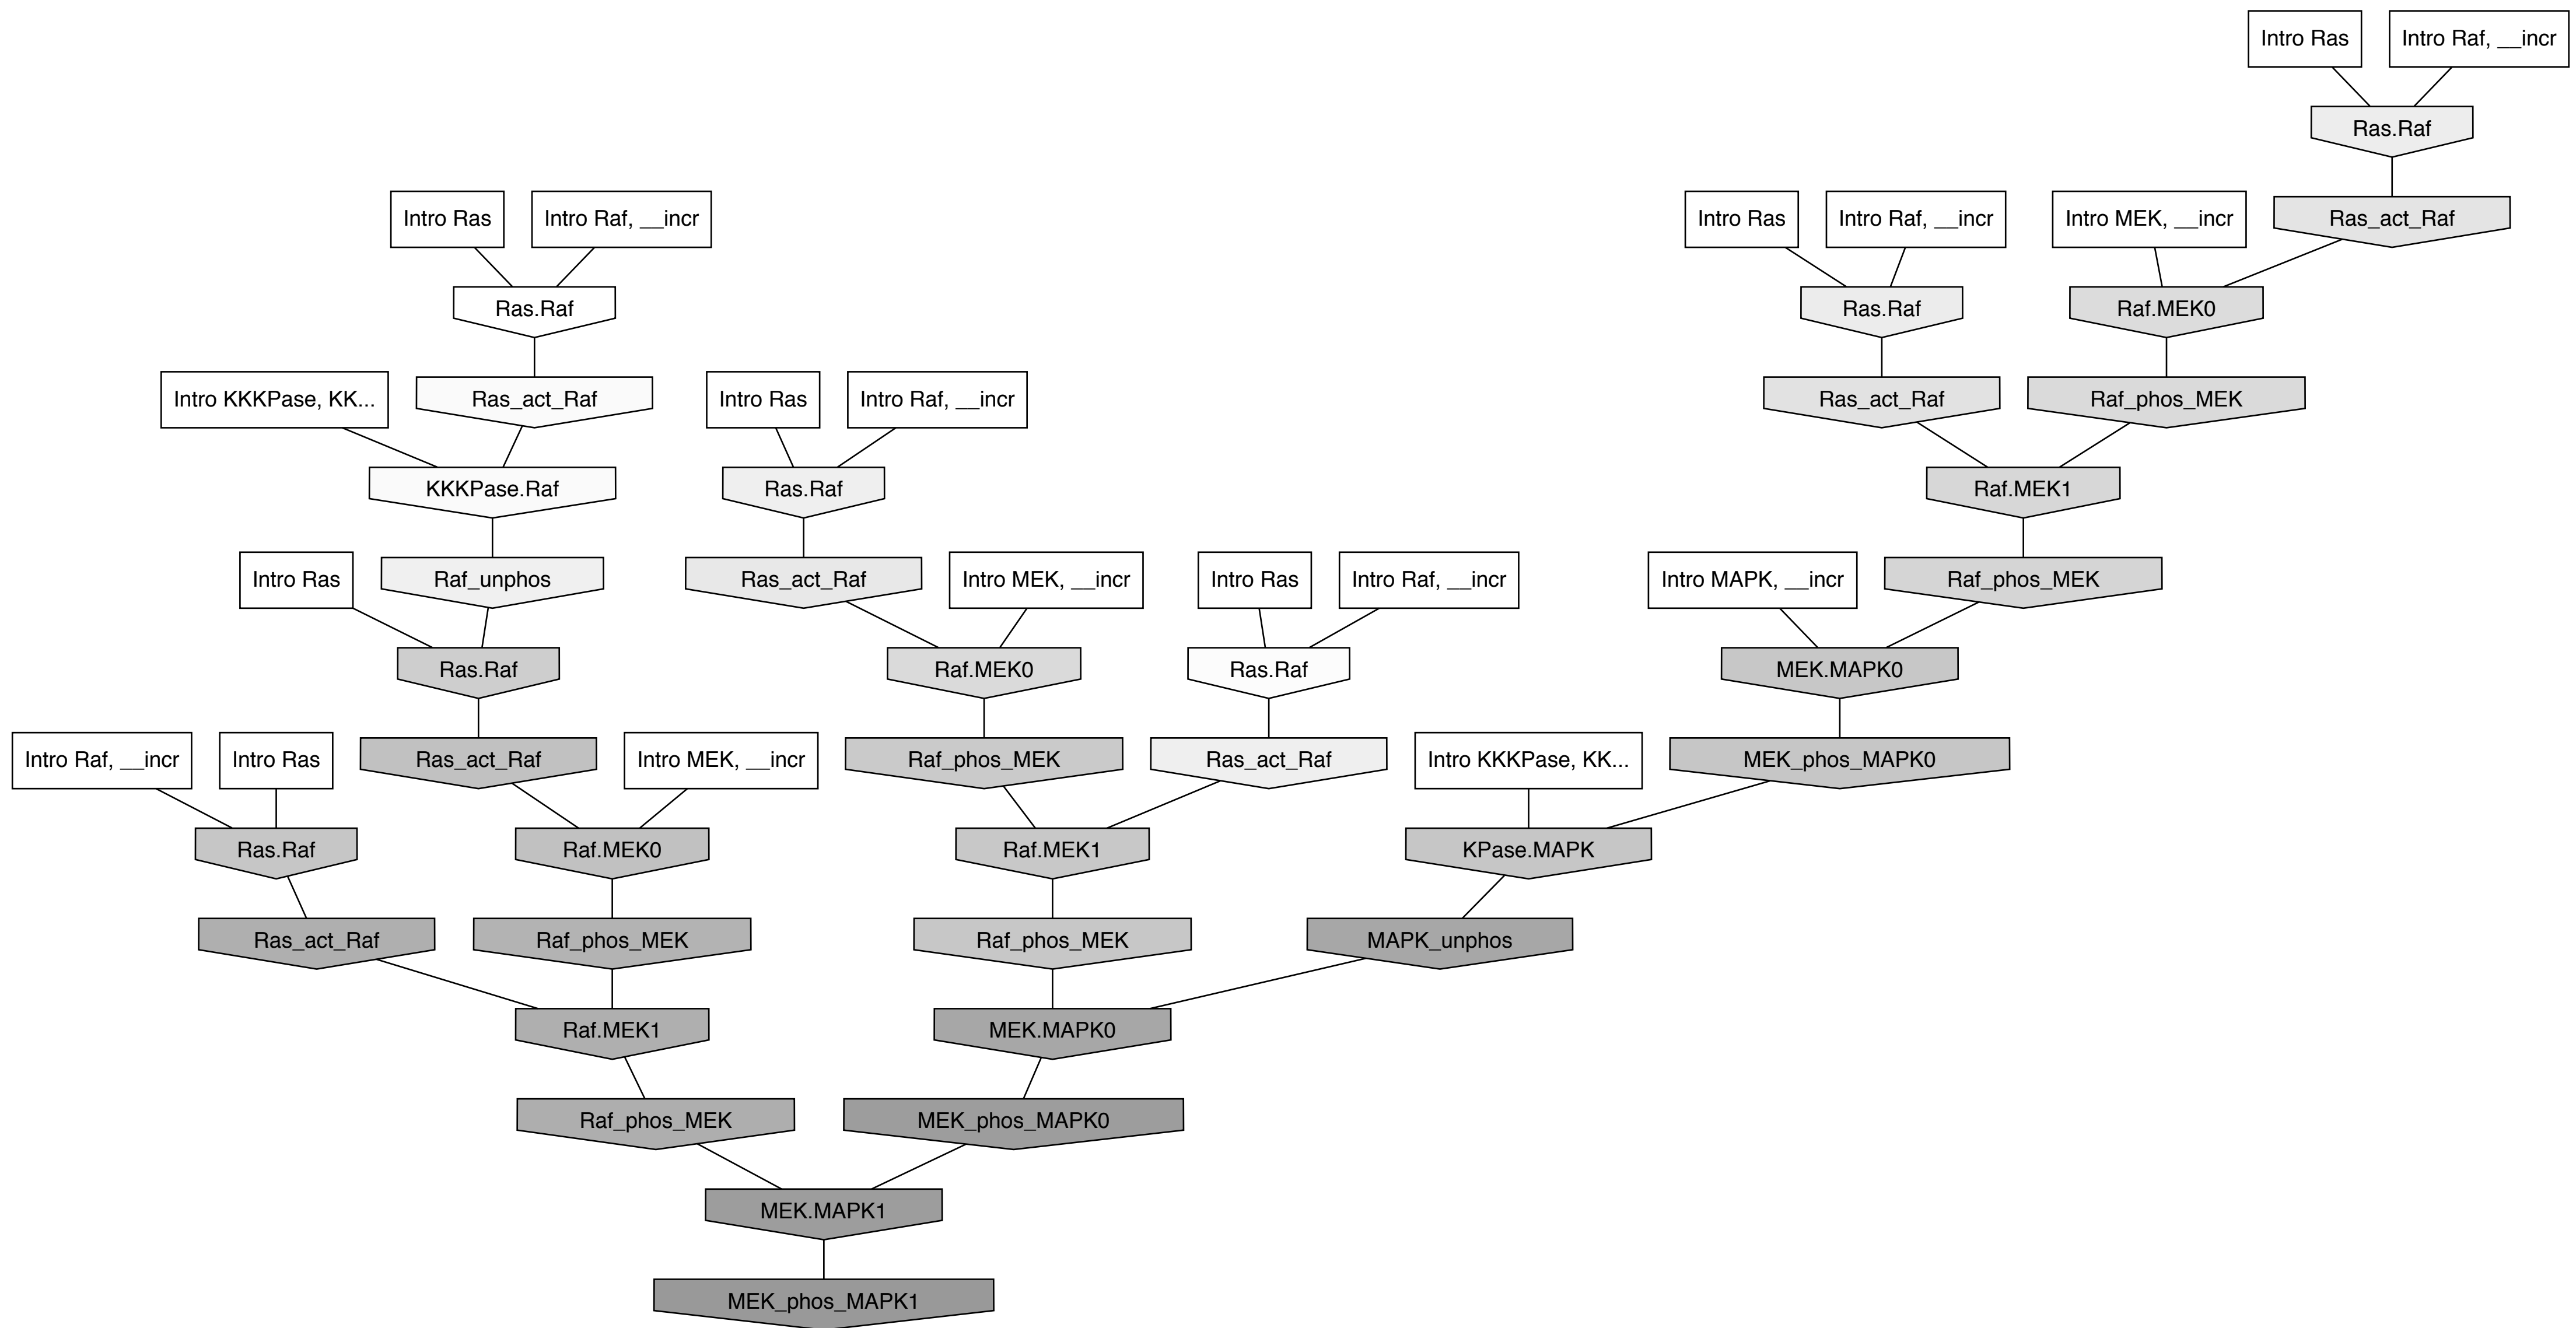 Intro Ras
Intro Raf, __incr
Ras.Raf
Intro Ras
Intro Raf, __incr
Intro Ras
Intro Raf, __incr
Intro MEK, __incr
Ras_act_Raf
Ras.Raf
Ras.Raf
Raf.MEK0
Intro KKKPase, KK...
Ras_act_Raf
Intro Ras
Intro Raf, __incr
Ras_act_Raf
Raf_phos_MEK
KKKPase.Raf
Ras.Raf
Raf.MEK1
Intro Ras
Raf_unphos
Ras_act_Raf
Intro MEK, __incr
Intro Ras
Intro Raf, __incr
Intro MAPK, __incr
Raf_phos_MEK
Ras.Raf
Raf.MEK0
Ras.Raf
MEK.MAPK0
Intro Raf, __incr
Intro Ras
Ras_act_Raf
Intro MEK, __incr
Raf_phos_MEK
Ras_act_Raf
Intro KKKPase, KK...
MEK_phos_MAPK0
Ras.Raf
Raf.MEK0
Raf.MEK1
KPase.MAPK
Ras_act_Raf
Raf_phos_MEK
Raf_phos_MEK
MAPK_unphos
Raf.MEK1
MEK.MAPK0
Raf_phos_MEK
MEK_phos_MAPK0
MEK.MAPK1
MEK_phos_MAPK1